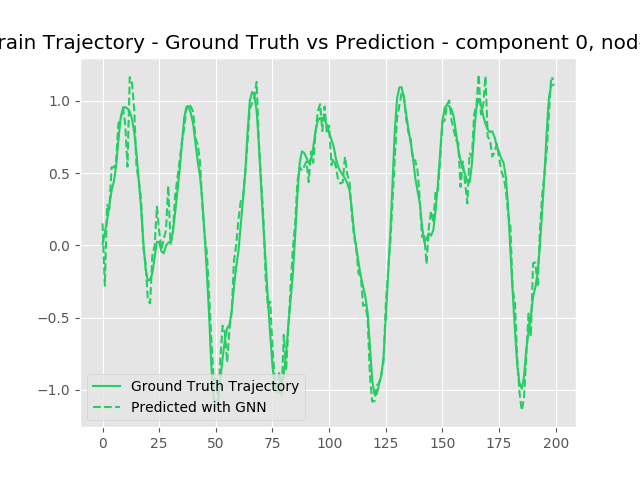 rain Trajectory - Ground Truth vs Prediction - component 0, nod
1.0
0.5
0.0
−0.5
−1.0
Ground Truth Trajectory
Predicted with GNN
0 25 50 75 100 125 150 175 200